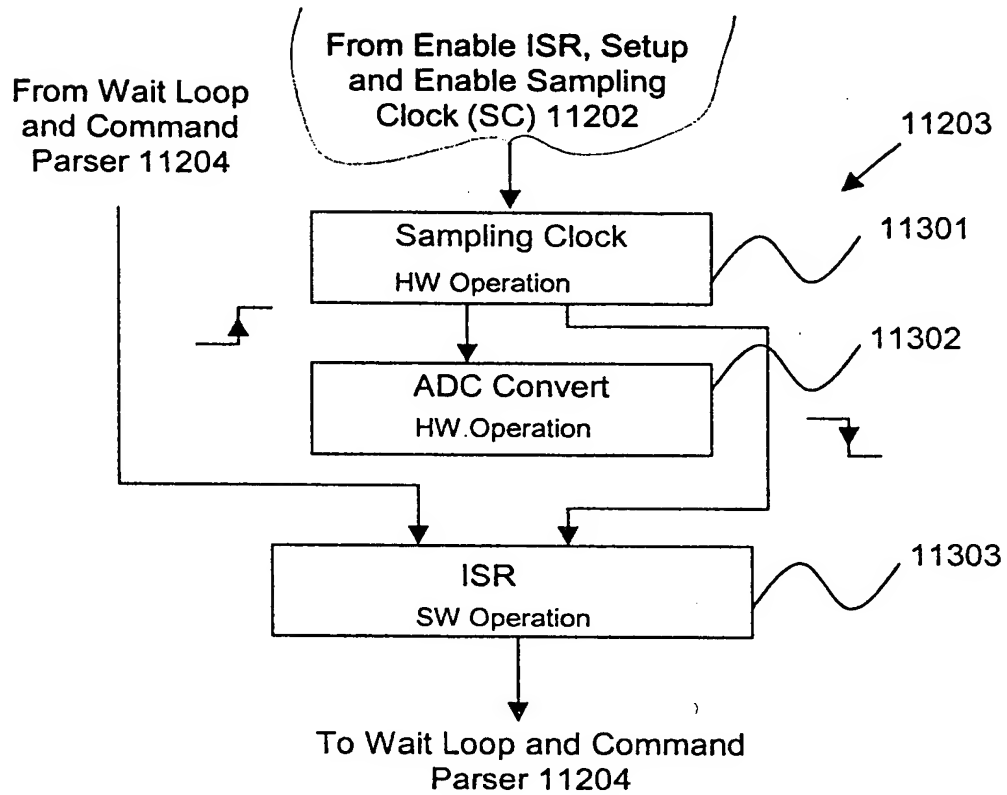 From Enable ISR, Setup
and Enable Sampling
Clock (SC) 11202
From Wait Loop
and Command
Parser 11204
11203
Sampling Clock
HW Operation
11301
ADC Convert
HW.Operation
11302
ISR
SW Operation
11303
To Wait Loop and Command
Parser 11204